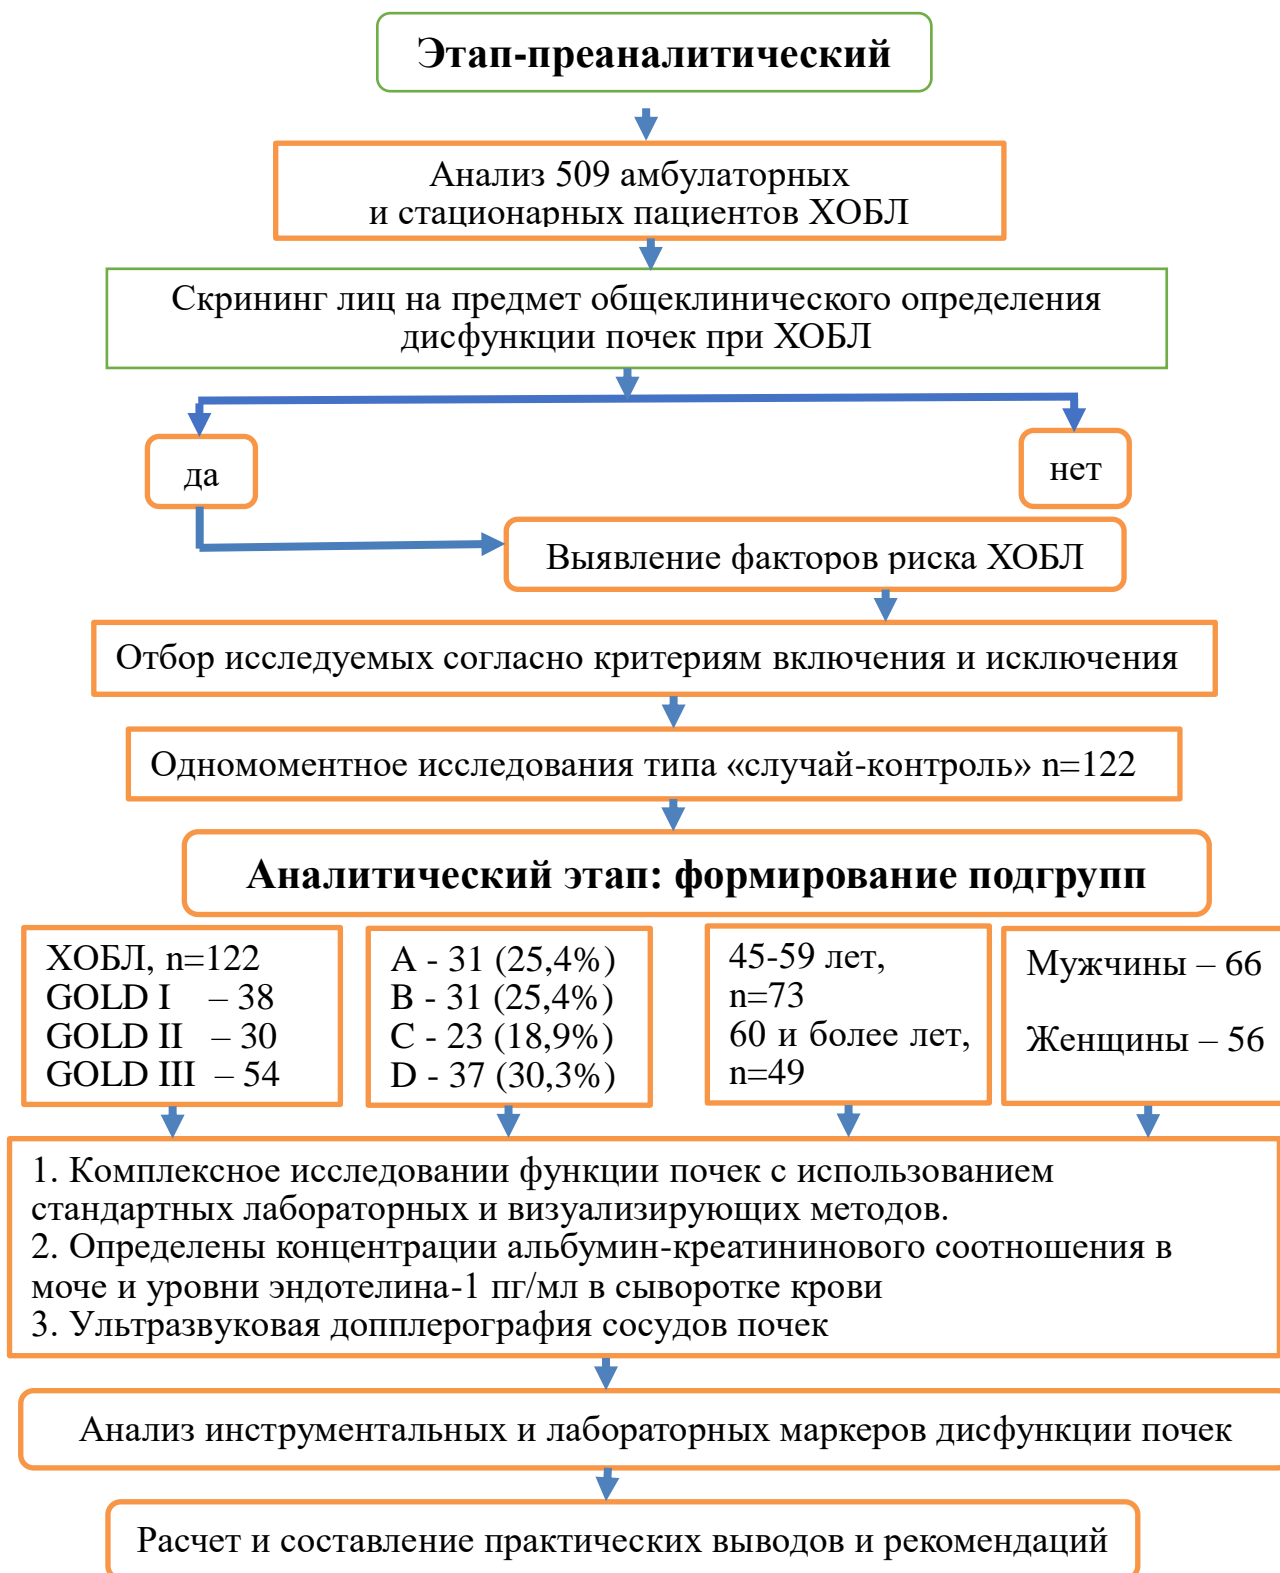 Этап-преаналитический
Анализ 509 амбулаторных
и стационарных пациентов ХОБЛ
Скрининг лиц на предмет общеклинического определения
дисфункции почек при ХОБЛ
да
нет
Выявление факторов риска ХОБЛ
Отбор исследуемых согласно критериям включения и исключения
Одномоментное исследования типа «случай-контроль» n=122
Аналитический этап: формирование подгрупп
ХОБЛ, n=122
GOLD I – 38
GOLD II – 30
GOLD III – 54
A - 31 (25,4%)
B - 31 (25,4%)
C - 23 (18,9%)
D - 37 (30,3%)
45-59 лет,
n=73
60 и более лет,
n=49
Мужчины – 66
Женщины – 56
1. Комплексное исследовании функции почек с использованием
стандартных лабораторных и визуализирующих методов.
2. Определены концентрации альбумин-креатининового соотношения в
моче и уровни эндотелина-1 пг/мл в сыворотке крови
3. Ультразвуковая допплерография сосудов почек
Анализ инструментальных и лабораторных маркеров дисфункции почек
Расчет и составление практических выводов и рекомендаций